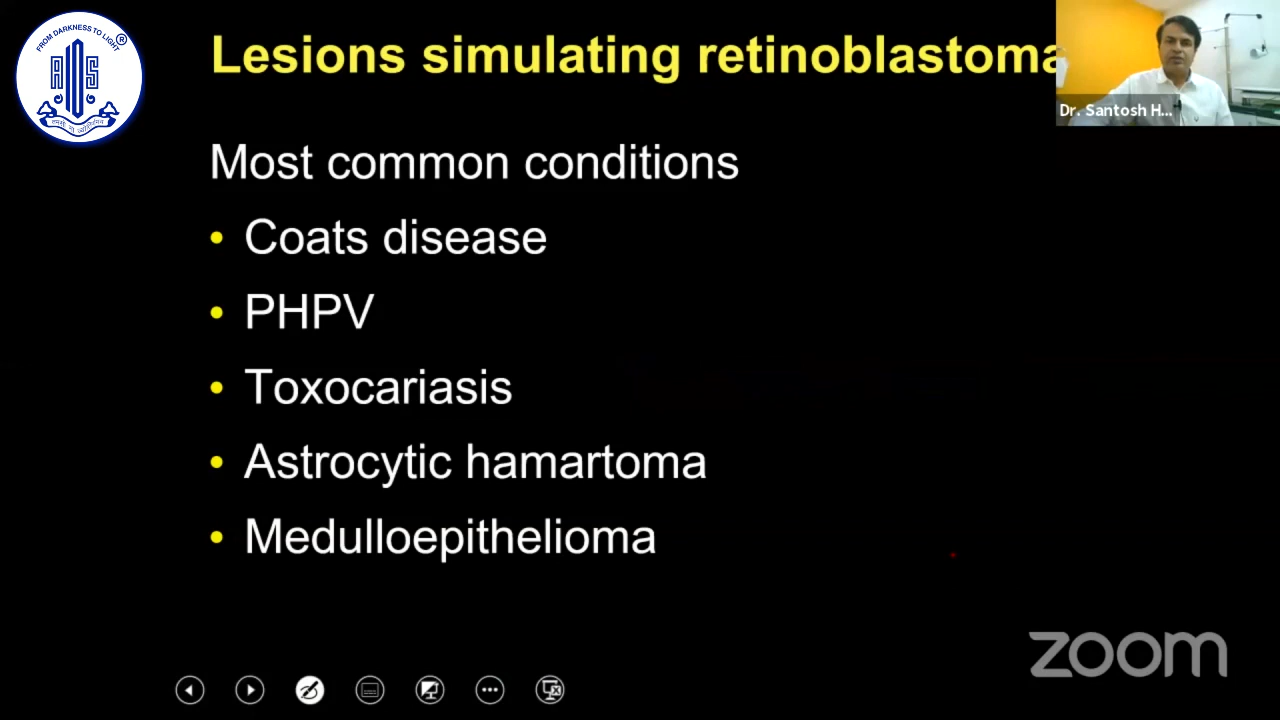 FROM DARKNESS TO LIGHT
AIOS
Lesions simulating retinoblastoma
Dr. Santosh H...
Most common conditions
• Coats disease
• PHPV
• Toxocariasis
• Astrocytic hamartoma
• Medulloepithelioma
zoom